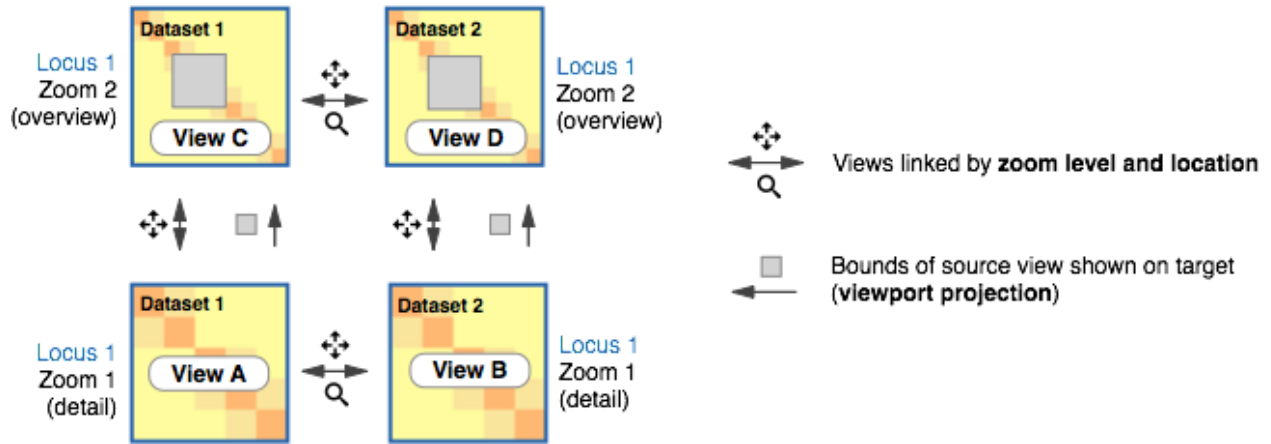 Dataset 1
Locus 1
Zoom 2
(overview)
View C
Dataset 2
Locus 1
Zoom 2
(overview)
View D
Views linked by zoom level and location
Bounds of source view shown on target
(viewport projection)
Dataset 1
Locus 1
Zoom 1
(detail)
View A
Dataset 2
Locus 1
Zoom 1
(detail)
View B